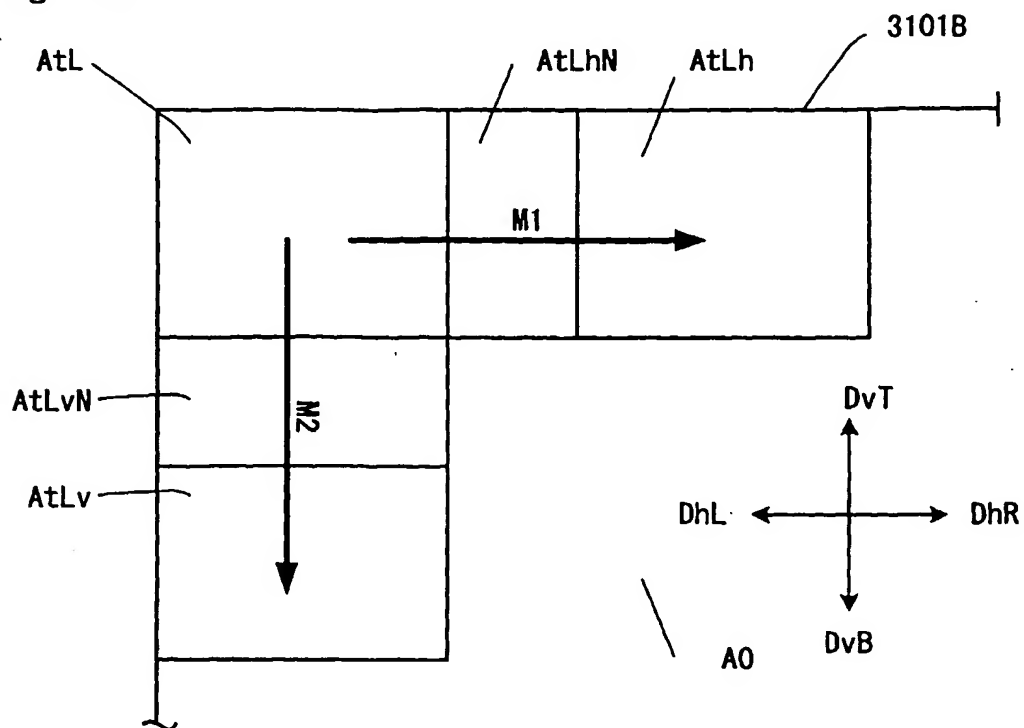 3101B
AtL
AtLhN
AtLh
M1
AtLvN
M2
DvT
AtLv
DhL
DhR
DvB
A0